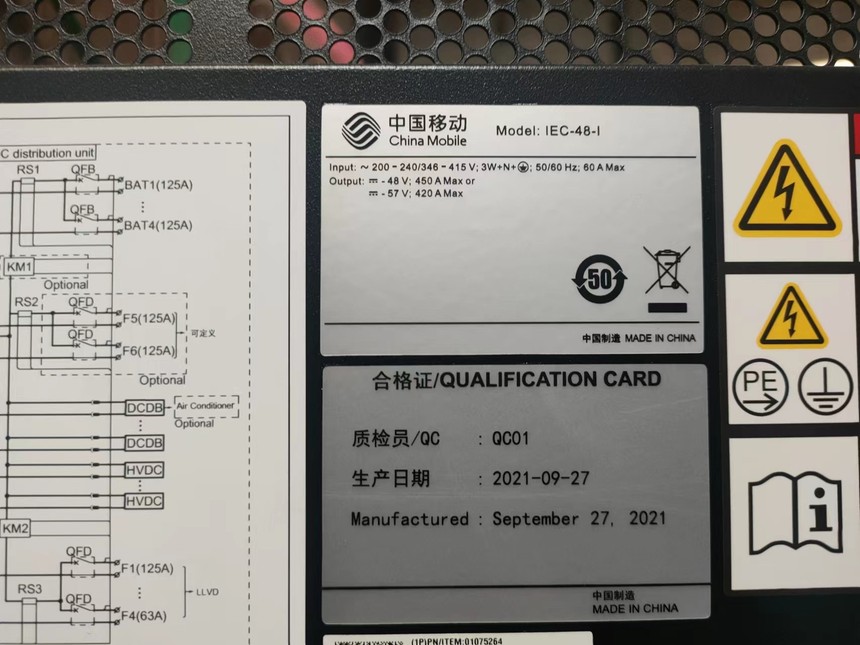 C distribution unit
RS1
QFB
BAT1(125A)
QFB
BAT4(125A)
KM1
Optional
RS2
QFD
F5(125A)
QFD
可定义
F6(125A)
Optional
DCDB
Air Conditioner
Optional
DCDB
HVDC
HVDC
KM2
QFD
F1(125A)
LLVD
RS3
QFD
F4(63A)
中国移动
China Mobile
Model: IEC-48-I
Input: ~ 200 - 240/346 - 415 V; 3W+N+; 50/60 Hz; 60 A Max
Output: ⎓ - 48 V; 450 A Max or
⎓ - 57 V; 420 A Max
50
中国制造 MADE IN CHINA
合格证/QUALIFICATION CARD
质检员/QC : QC01
生产日期 : 2021-09-27
Manufactured : September 27, 2021
中国制造
MADE IN CHINA
(1P)PN/ITEM:01075264
PE
i